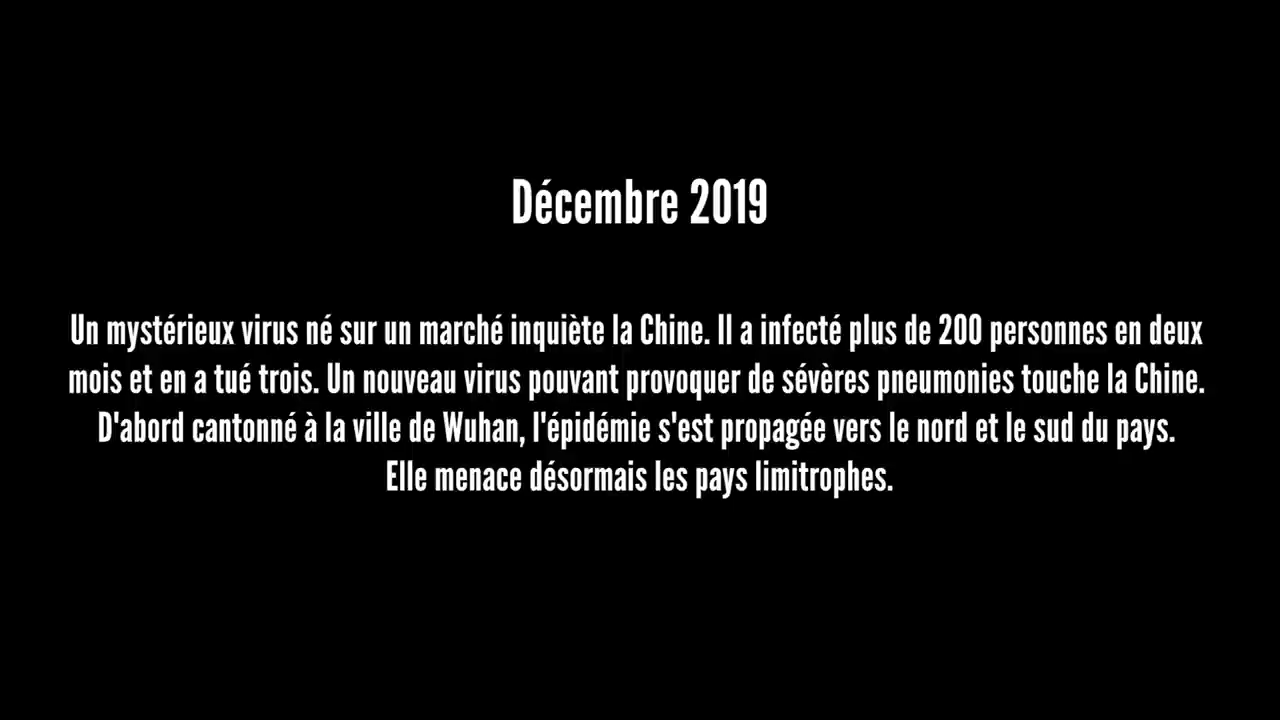 Décembre 2019
Un mystérieux virus né sur un marché inquiète la Chine. Il a infecté plus de 200 personnes en deux
mois et en a tué trois. Un nouveau virus pouvant provoquer de sévères pneumonies touche la Chine.
D'abord cantonné à la ville de Wuhan, l'épidémie s'est propagée vers le nord et le sud du pays.
Elle menace désormais les pays limitrophes.